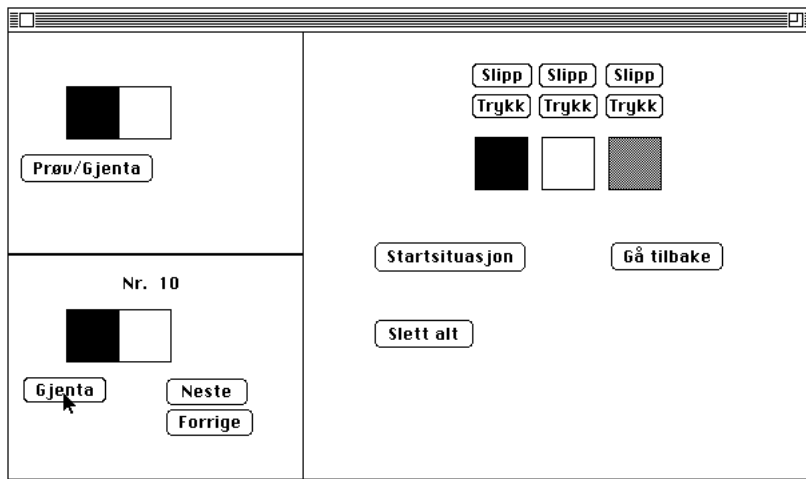 Prøv/Gjenta
Nr. 10
Gjenta
Neste
Forrige
Slipp Slipp Slipp
Trykk Trykk Trykk
Startsituasjon Gå tilbake
Slett alt